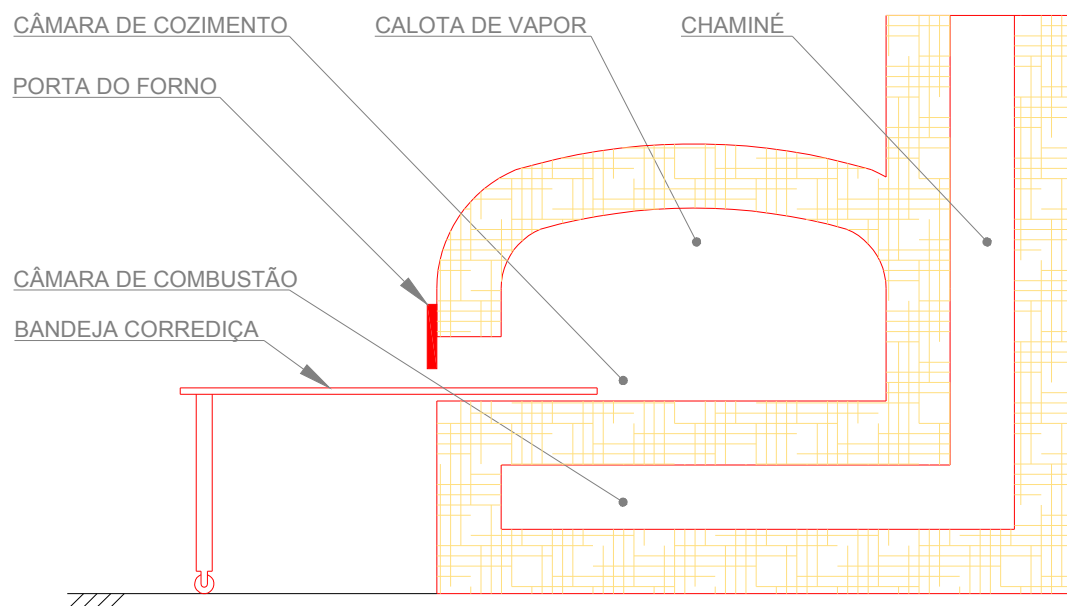 CÂMARA DE COZIMENTO
CALOTA DE VAPOR
CHAMINÉ
PORTA DO FORNO
CÂMARA DE COMBUSTÃO
BANDEJA CORREDIÇA